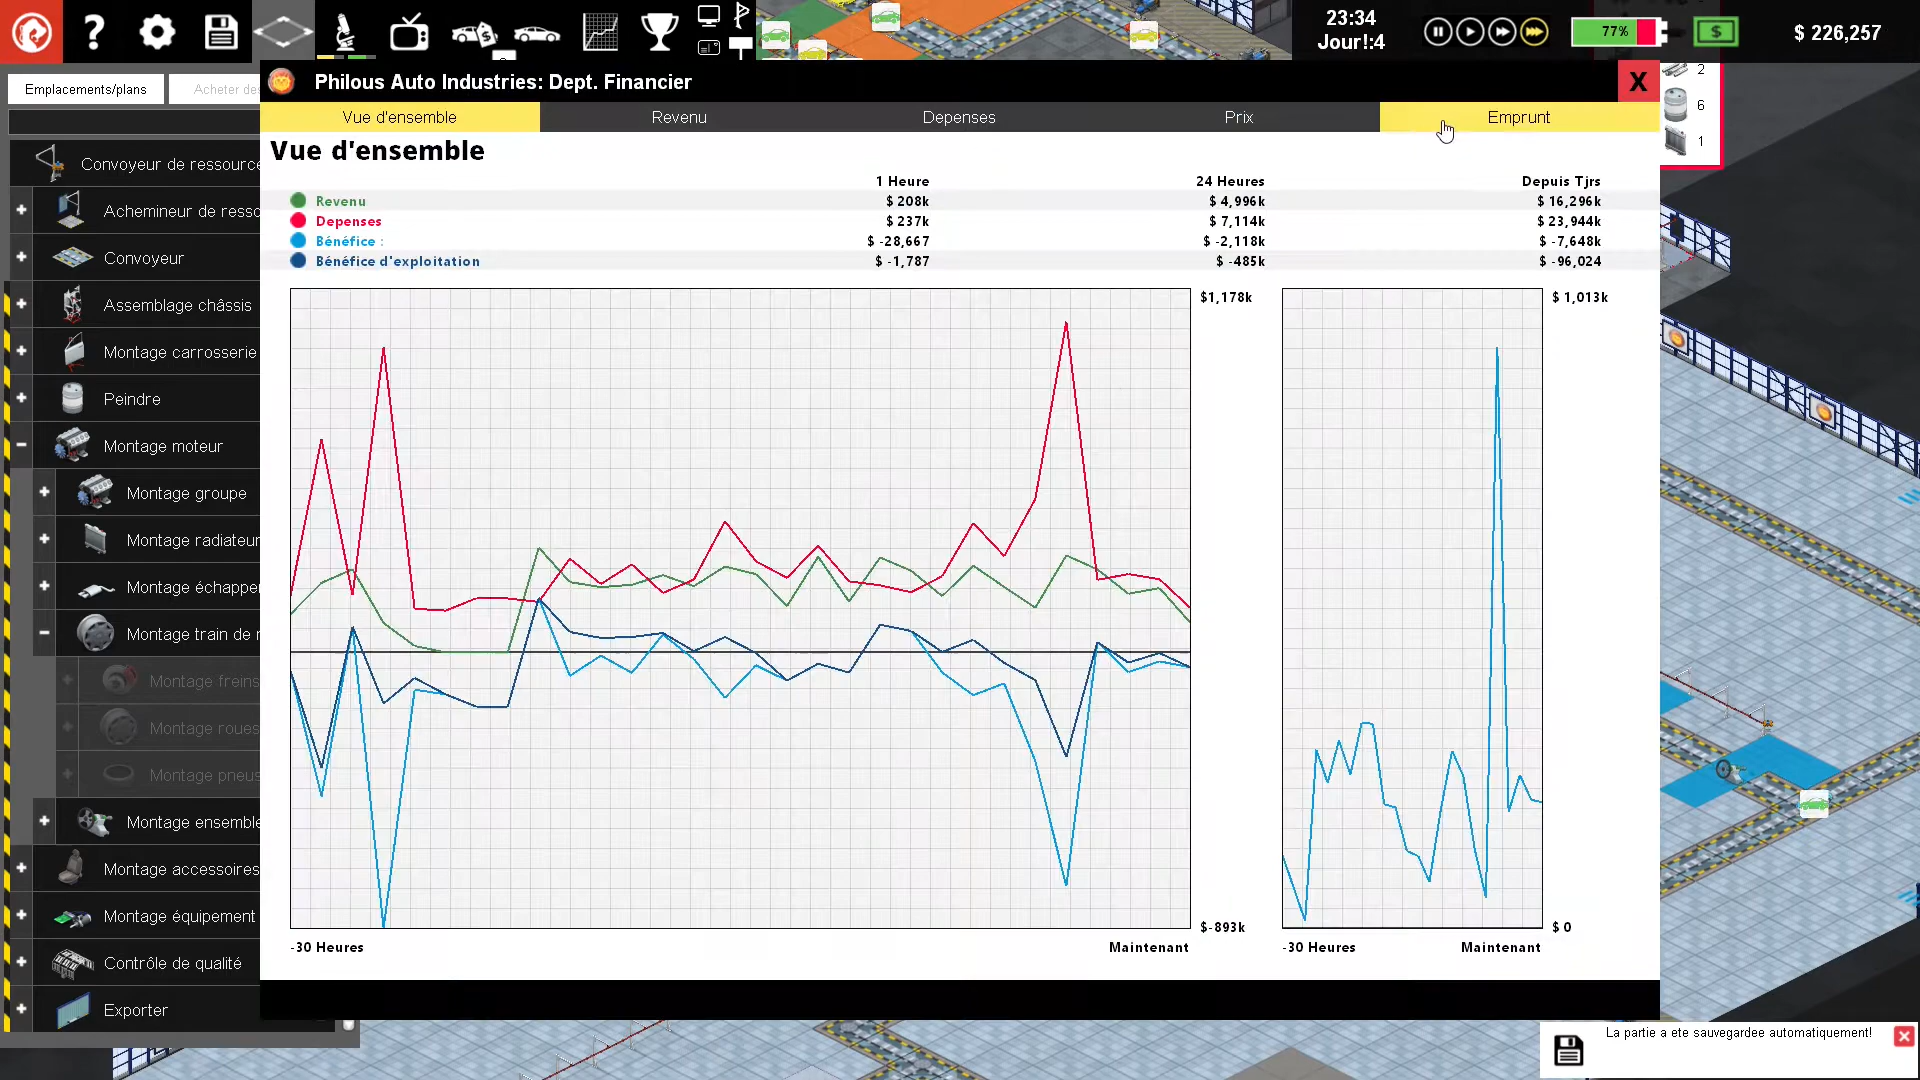 23:34
Jour!:4
77%
$ 226,257
Philous Auto Industries: Dept. Financier
X
Emplacements/plans
Acheter des
Vue d'ensemble
Revenu
Depenses
Prix
Emprunt
Vue d'ensemble
1 Heure
24 Heures
Depuis Tjrs
Revenu
$ 208k
$ 4,996k
$ 16,296k
Depenses
$ 237k
$ 7,114k
$ 23,944k
Bénéfice :
$ -28,667
$ -2,118k
$ -7,648k
Bénéfice d'exploitation
$ -1,787
$ -485k
$ -96,024
$1,178k
$-893k
-30 Heures
Maintenant
$ 1,013k
$ 0
-30 Heures
Maintenant
Convoyeur de ressource
Achemineur de resso
Convoyeur
Assemblage châssis
Montage carrosserie
Peindre
Montage moteur
Montage groupe
Montage radiateur
Montage échapper
Montage train de r
Montage freins
Montage roues
Montage pneus
Montage ensemble
Montage accessoires
Montage équipement
Contrôle de qualité
Exporter
2
6
1
La partie a ete sauvegardee automatiquement!